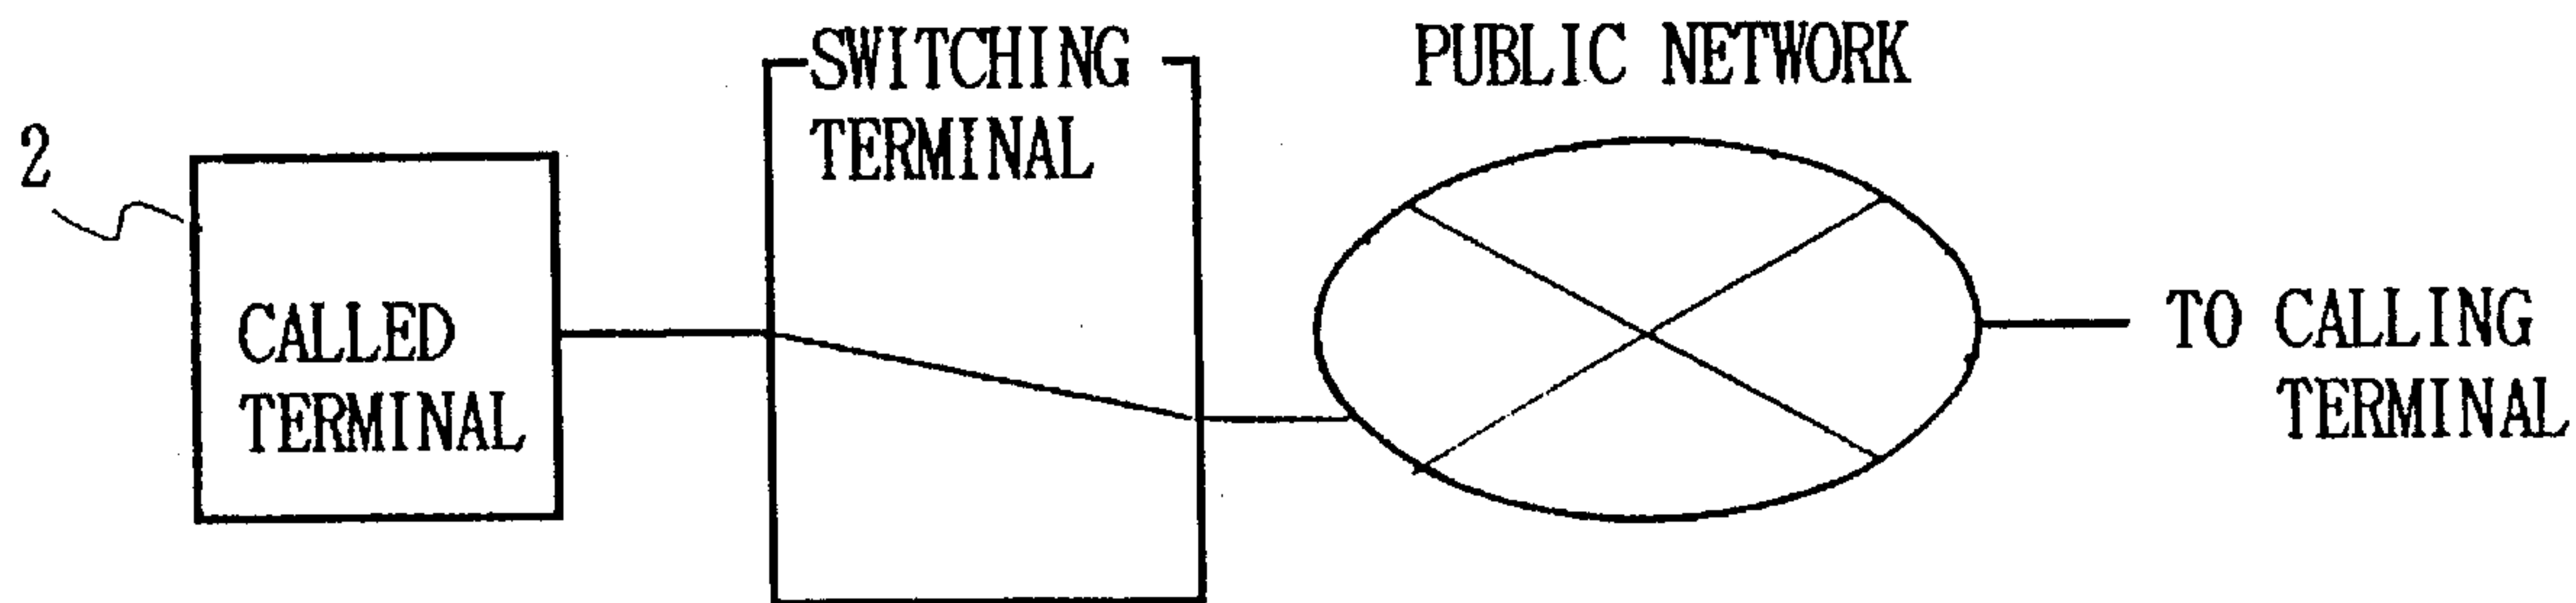 2
CALLED
TERMINAL
SWITCHING
TERMINAL
PUBLIC NETWORK
TO CALLING
TERMINAL